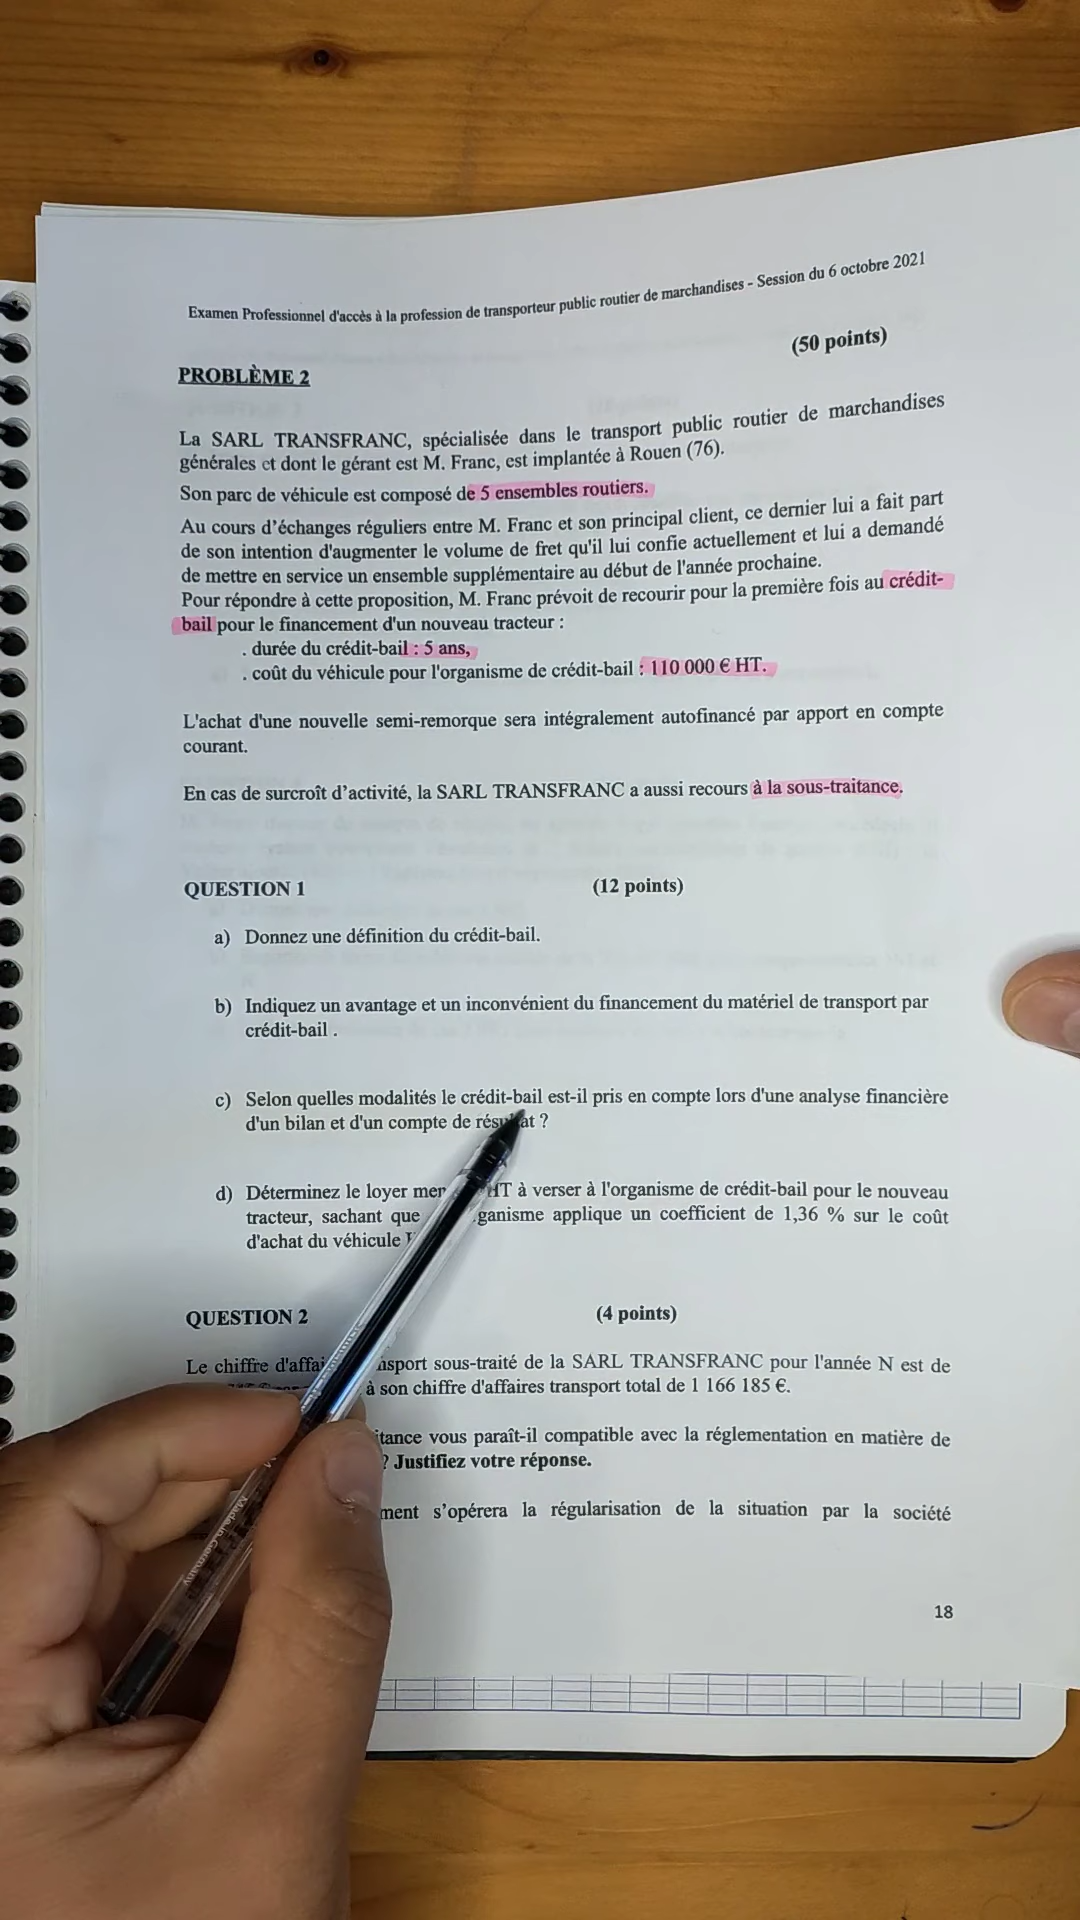 Examen Professionnel d'accès à la profession de transporteur public routier de marchandises - Session du 6 octobre 2021
(50 points)
PROBLÈME 2
La SARL TRANSFRANC, spécialisée dans le transport public routier de marchandises
générales et dont le gérant est M. Franc, est implantée à Rouen (76).
Son parc de véhicule est composé de 5 ensembles routiers.
Au cours d'échanges réguliers entre M. Franc et son principal client, ce dernier lui a fait part
de son intention d'augmenter le volume de fret qu'il lui confie actuellement et lui a demandé
de mettre en service un ensemble supplémentaire au début de l'année prochaine.
Pour répondre à cette proposition, M. Franc prévoit de recourir pour la première fois au crédit-
bail pour le financement d'un nouveau tracteur :
. durée du crédit-bail : 5 ans,
. coût du véhicule pour l'organisme de crédit-bail : 110 000 € HT.
L'achat d'une nouvelle semi-remorque sera intégralement autofinancé par apport en compte
courant.
En cas de surcroît d'activité, la SARL TRANSFRANC a aussi recours à la sous-traitance.
QUESTION 1 (12 points)
a) Donnez une définition du crédit-bail.
b) Indiquez un avantage et un inconvénient du financement du matériel de transport par
crédit-bail .
c) Selon quelles modalités le crédit-bail est-il pris en compte lors d'une analyse financière
d'un bilan et d'un compte de résultat ?
d) Déterminez le loyer HT à verser à l'organisme de crédit-bail pour le nouveau
tracteur, sachant que applique un coefficient de 1,36 % sur le coût
d'achat du véhicule
QUESTION 2 (4 points)
Le chiffre sous-traité de la SARL TRANSFRANC pour l'année N est de
à son chiffre d'affaires transport total de 1 166 185 €.
vous paraît-il compatible avec la réglementation en matière de
? Justifiez votre réponse.
s'opérera la régularisation de la situation par la société
18
Made in Germany